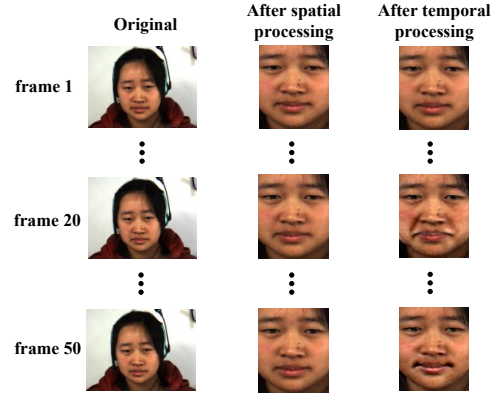 Original
After spatial
processing
After temporal
processing
frame 1
frame 20
frame 50